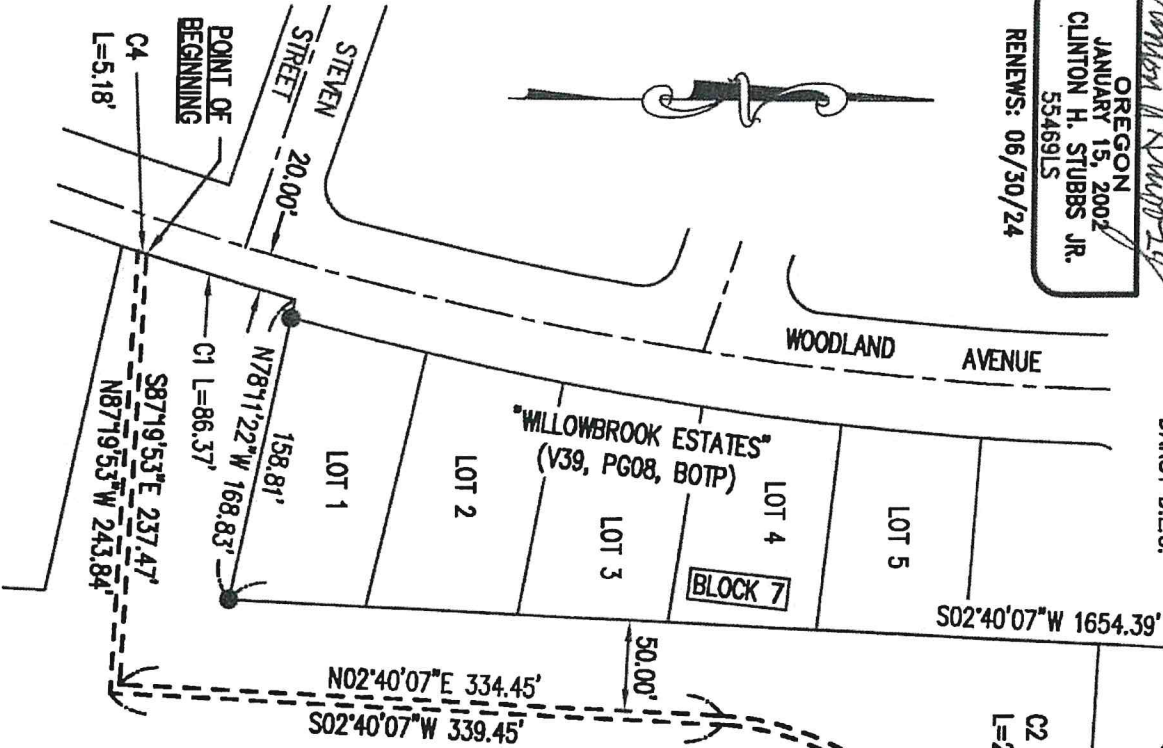 OREGON
JANUARY 15, 2002
CLINTON H. STUBBS JR.
55469LS
RENEWS: 06/30/24
POINT OF
BEGINNING
C4
L=5.18'
STEVEN
STREET
20.00'
WOODLAND AVENUE
"WILLOWBROOK ESTATES"
(V39, PG08, BOTP)
LOT 1
LOT 2
LOT 3
LOT 4
LOT 5
BLOCK 7
158.81'
N78°11'22"W 168.83'
C1 L=86.37'
S87°19'53"E 237.47'
N87°19'53"W 243.84'
N02°40'07"E 334.45'
S02°40'07"W 339.45'
50.00'
S02°40'07"W 1654.39'
C2